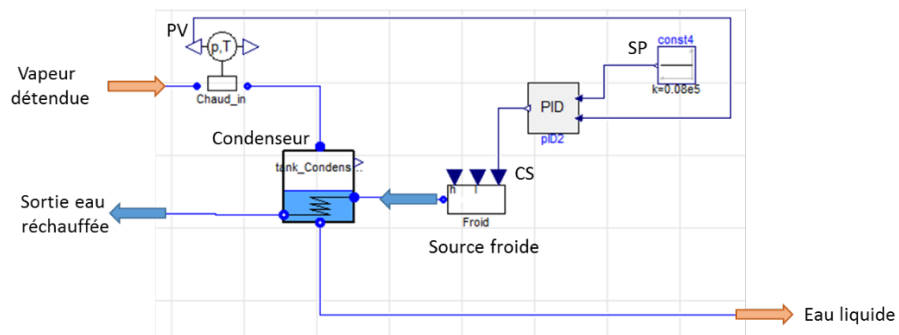 PV
p,T
Vapeur
détendue
Chaud_in
SP
const4
k=0.08e5
PID
pID2
Condenseur
tank_Condens...
CS
h
Froid
Source froide
Sortie eau
réchauffée
Eau liquide